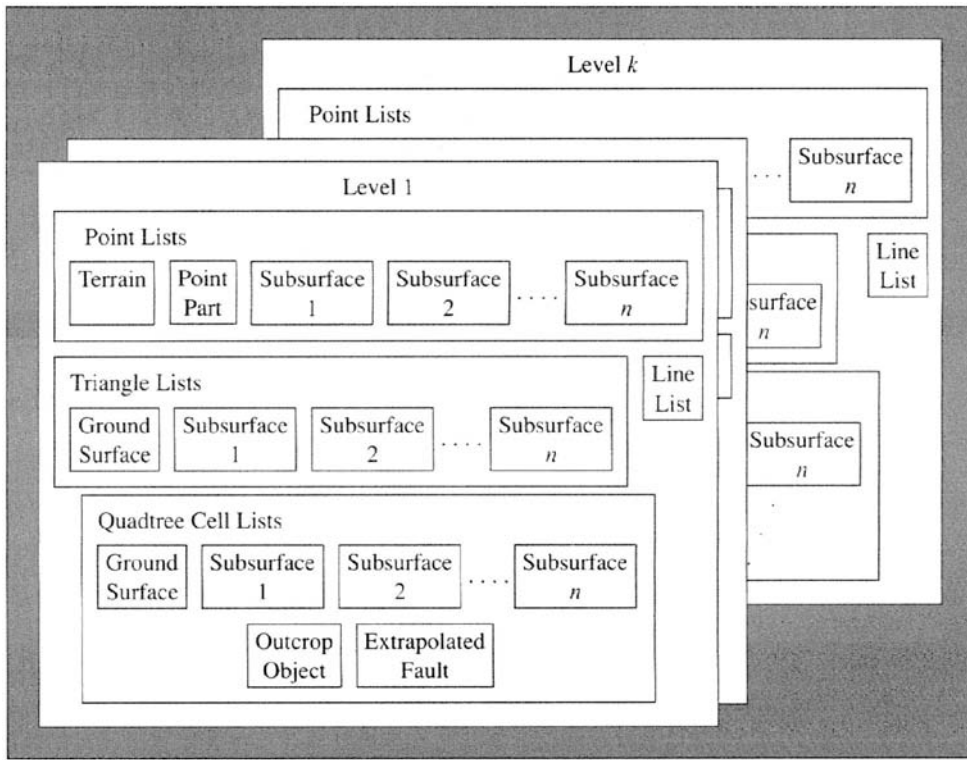 Level k
Point Lists
. . . Subsurface
n
Line
List
subsurface
n
Subsurface
n
Level 1
Point Lists
Terrain Point Subsurface Subsurface . . . . Subsurface
Part 1 2 n
Triangle Lists
Line
List
Ground Subsurface Subsurface . . . . Subsurface
Surface 1 2 n
Quadtree Cell Lists
Ground Subsurface Subsurface . . . . Subsurface
Surface 1 2 n
Outcrop Extrapolated
Object Fault